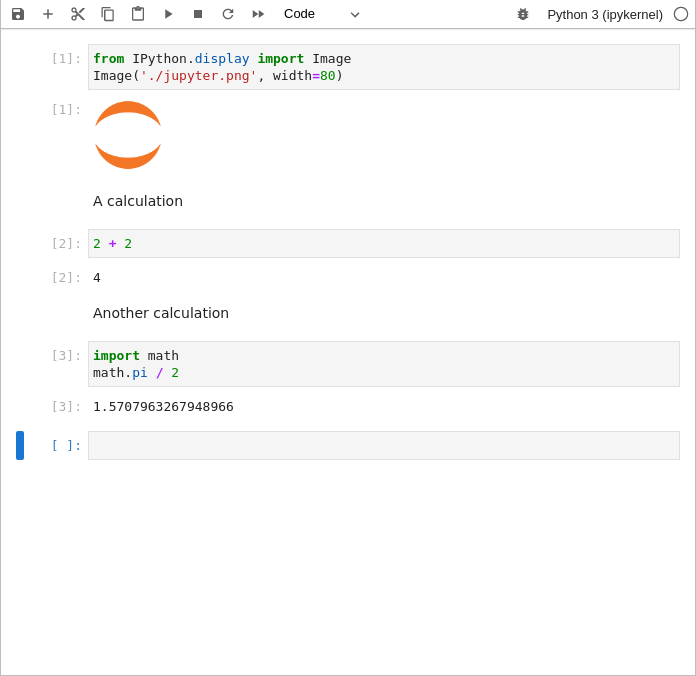 Code
Python 3 (ipykernel)
[1]:
from IPython.display import Image
Image('./jupyter.png', width=80)
[1]:
A calculation
[2]:
2 + 2
[2]:
4
Another calculation
[3]:
import math
math.pi / 2
[3]:
1.5707963267948966
[ ]: